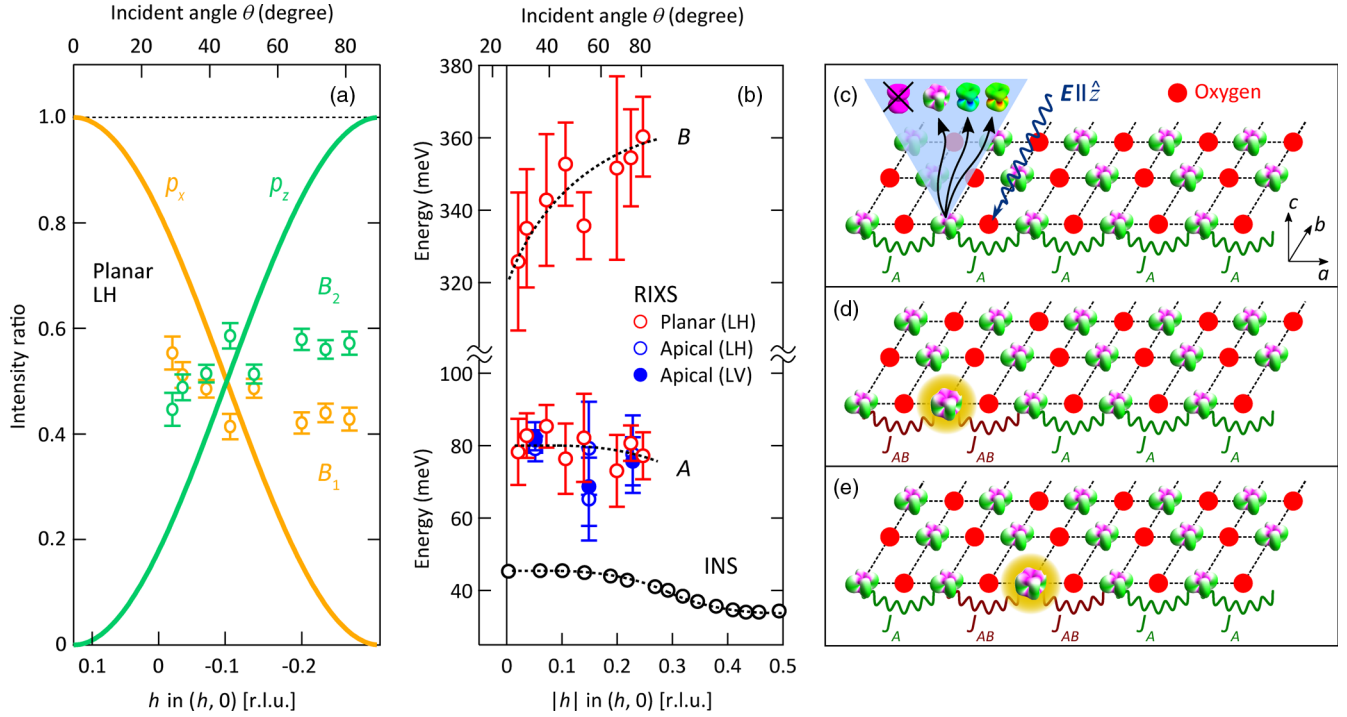 Incident angle θ (degree)
0 20 40 60 80
(a)
1.0
0.8
0.6
0.4
0.2
0
Intensity ratio
p_x
p_z
Planar
LH
B_2
B_1
0.1 0 -0.1 -0.2
h in (h, 0) [r.l.u.]
Incident angle θ (degree)
20 40 60 80
(b)
380
360
340
320
Energy (meV)
B
RIXS
Planar (LH)
Apical (LH)
Apical (LV)
100
80
60
40
Energy (meV)
A
INS
0 0.1 0.2 0.3 0.4 0.5
|h| in (h, 0) [r.l.u.]
(c)
E||ẑ
Oxygen
c
b
a
J_A J_A J_A J_A J_A
(d)
J_AB J_AB J_A J_A J_A
(e)
J_A J_AB J_AB J_A J_A